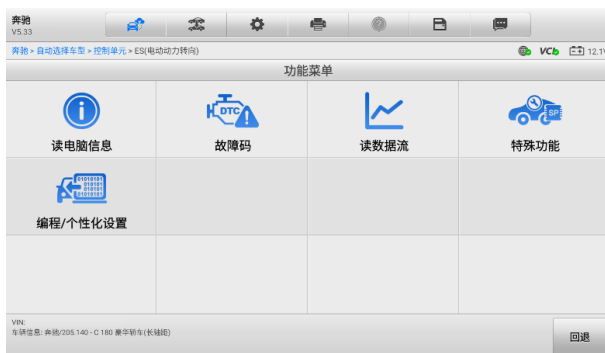 奔驰
V5.33
奔驰 > 自动选择车型 > 控制单元 > ES(电动动力转向)
VCb 12.1V
功能菜单
DTC
SP
读电脑信息 故障码 读数据流 特殊功能
编程/个性化设置
VIN:
车辆信息: 奔驰/205.140 - C 180 豪华轿车(长轴距)
回退